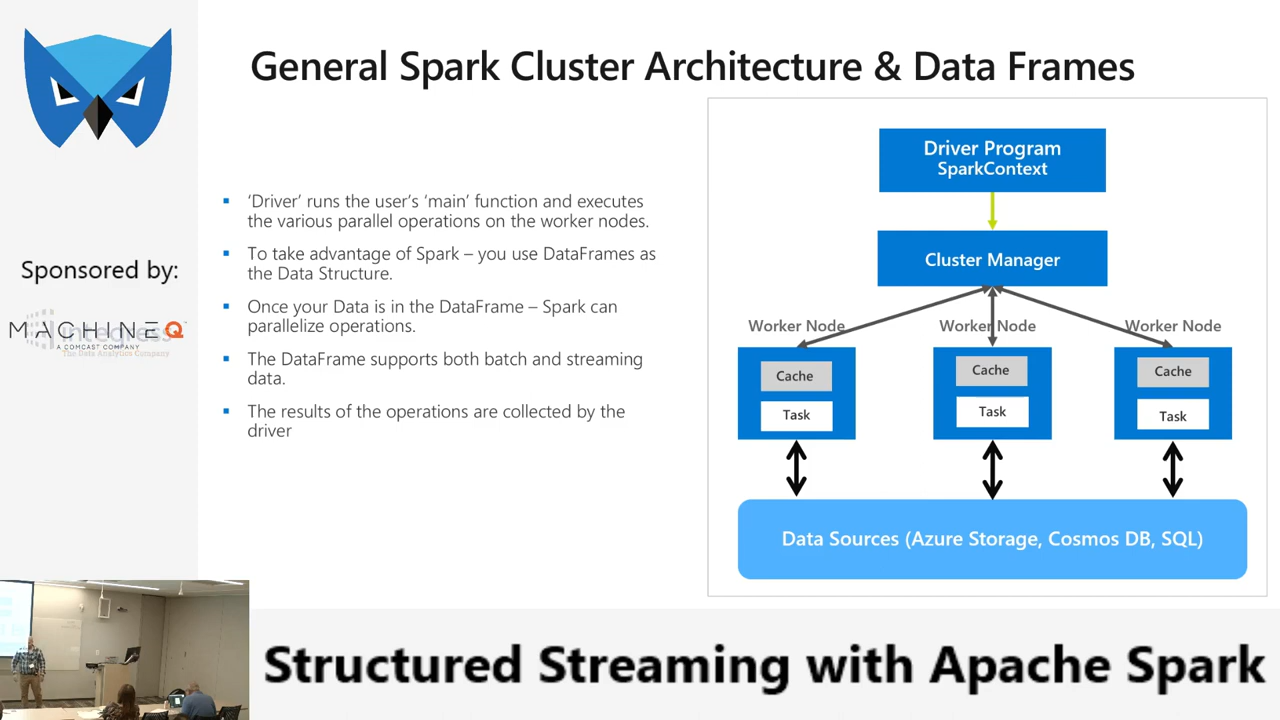 General Spark Cluster Architecture & Data Frames
▪ ‘Driver’ runs the user’s ‘main’ function and executes
the various parallel operations on the worker nodes.
▪ To take advantage of Spark – you use DataFrames as
the Data Structure.
▪ Once your Data is in the DataFrame – Spark can
parallelize operations.
▪ The DataFrame supports both batch and streaming
data.
▪ The results of the operations are collected by the
driver
Driver Program
SparkContext
Cluster Manager
Worker Node
Worker Node
Worker Node
Cache
Cache
Cache
Task
Task
Task
Data Sources (Azure Storage, Cosmos DB, SQL)
Sponsored by:
MACHINEQ
integress
A COMCAST COMPANY
The Data Analytics Company
Structured Streaming with Apache Spark